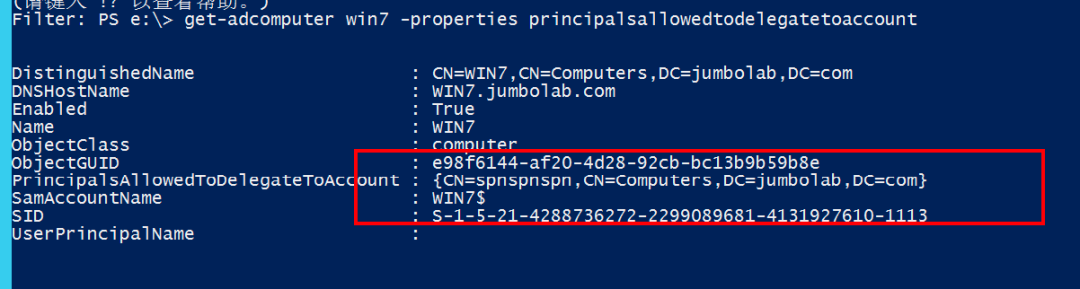 (请键入 !? 以查看帮助。)
Filter: PS e:\> get-adcomputer win7 -properties principalsallowedtodelegatetoaccount
DistinguishedName : CN=WIN7,CN=Computers,DC=jumbolab,DC=com
DNSHostName : WIN7.jumbolab.com
Enabled : True
Name : WIN7
ObjectClass : computer
ObjectGUID : e98f6144-af20-4d28-92cb-bc13b9b59b8e
PrincipalsAllowedToDelegateToAccount : {CN=spnspnspn,CN=Computers,DC=jumbolab,DC=com}
SamAccountName : WIN7$
SID : S-1-5-21-4288736272-2299089681-4131927610-1113
UserPrincipalName :